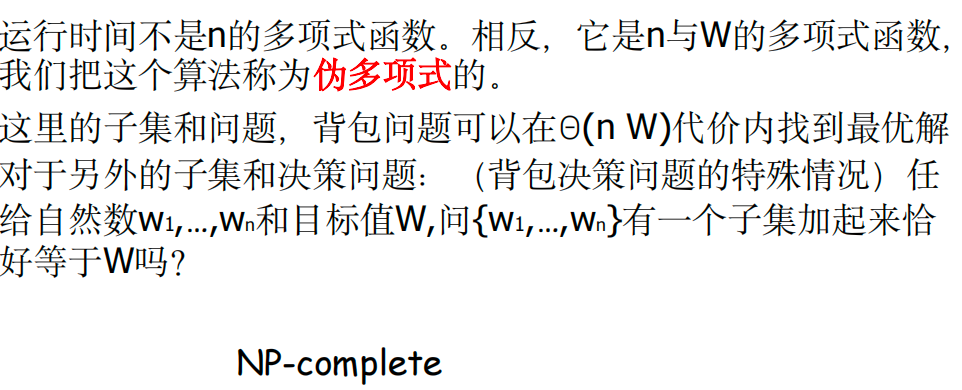 运行时间不是n的多项式函数。相反，它是n与W的多项式函数，
我们把这个算法称为伪多项式的。
这里的子集和问题，背包问题可以在Θ(n W)代价内找到最优解
对于另外的子集和决策问题：（背包决策问题的特殊情况）任
给自然数w₁,…,wₙ和目标值W,问{w₁,…,wₙ}有一个子集加起来恰
好等于W吗？
NP-complete